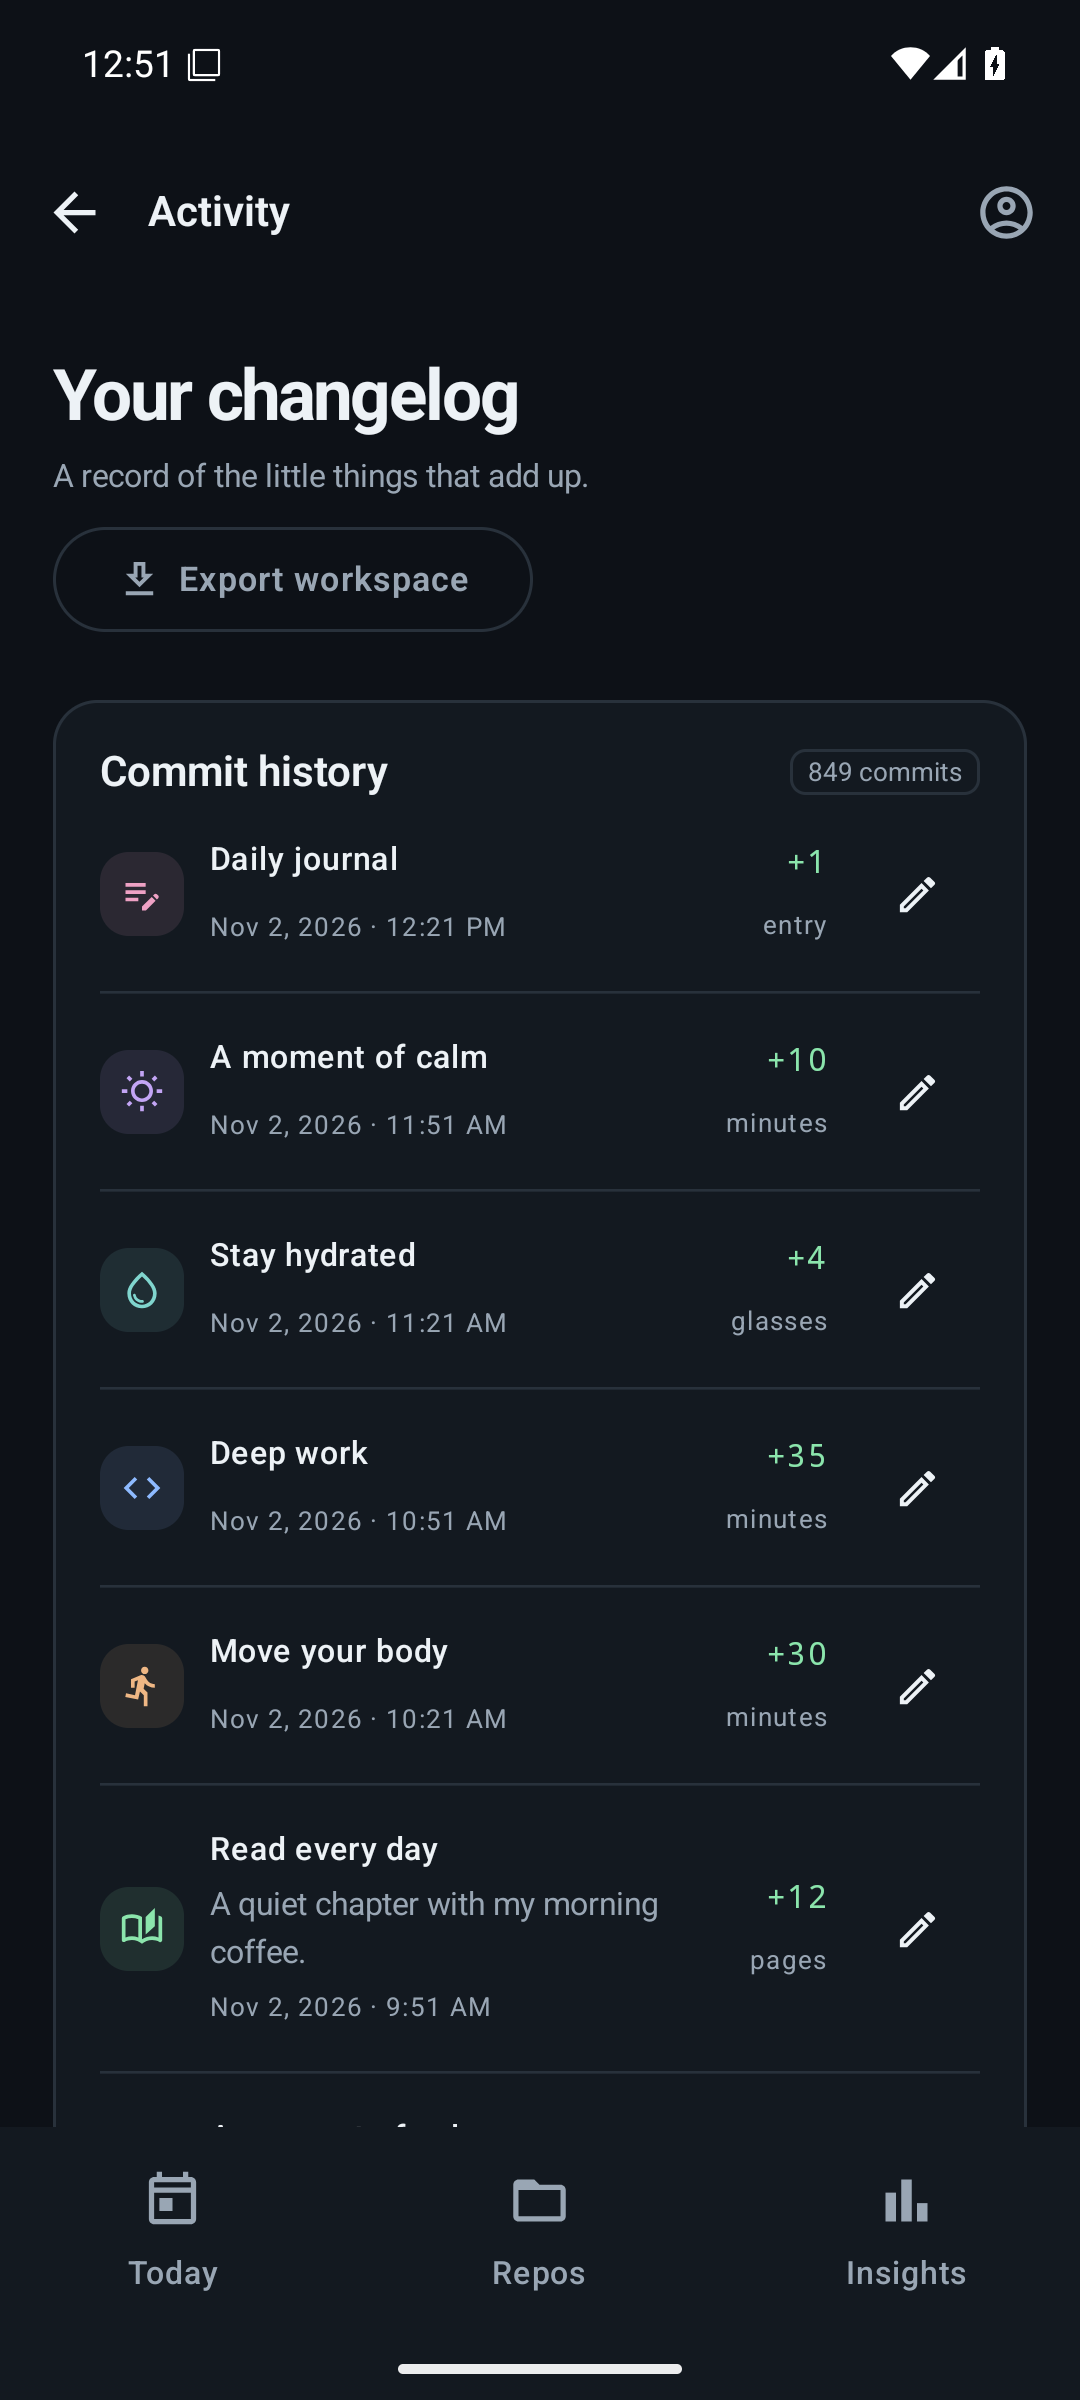 12:51
Activity
Your changelog
A record of the little things that add up.
Export workspace
Commit history
849 commits
Daily journal
+1
Nov 2, 2026 · 12:21 PM
entry
A moment of calm
+10
Nov 2, 2026 · 11:51 AM
minutes
Stay hydrated
+4
Nov 2, 2026 · 11:21 AM
glasses
Deep work
+35
Nov 2, 2026 · 10:51 AM
minutes
Move your body
+30
Nov 2, 2026 · 10:21 AM
minutes
Read every day
A quiet chapter with my morning
coffee.
+12
pages
Nov 2, 2026 · 9:51 AM
Today
Repos
Insights